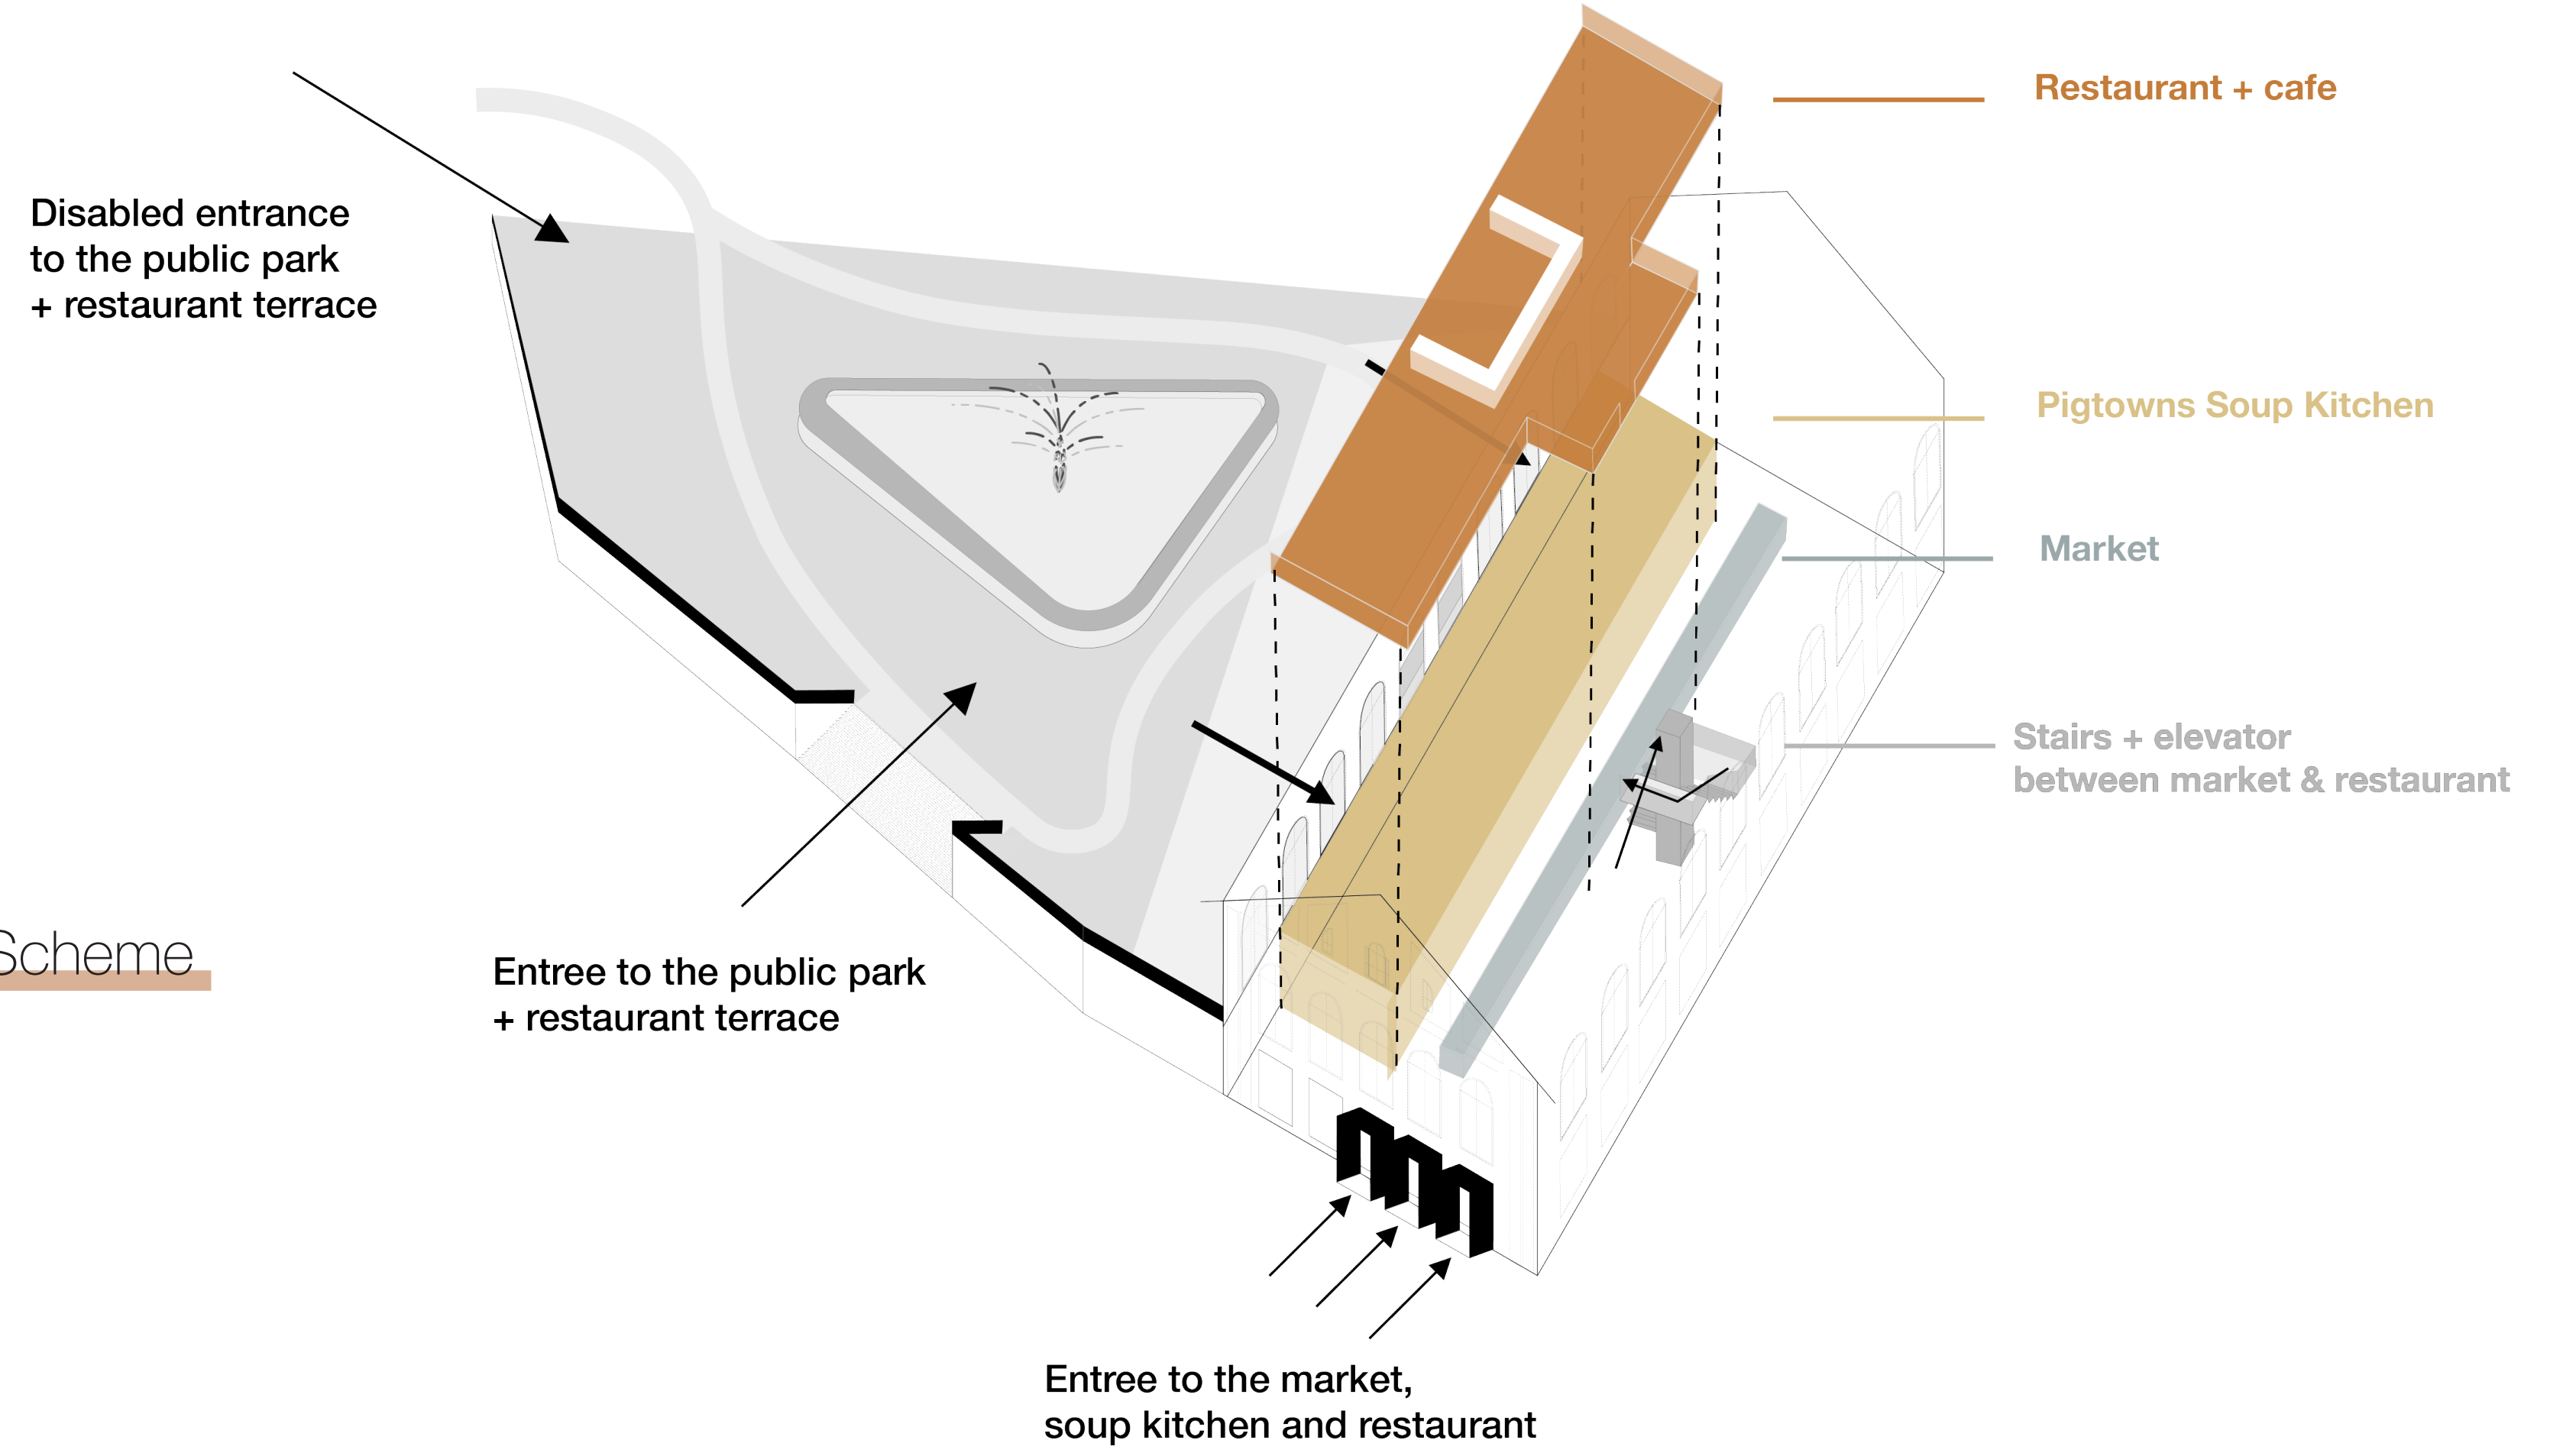 Restaurant + cafe
Disabled entrance
to the public park
+ restaurant terrace
Pigtowns Soup Kitchen
Market
Stairs + elevator
between market & restaurant
Scheme
Entree to the public park
+ restaurant terrace
Entree to the market,
soup kitchen and restaurant